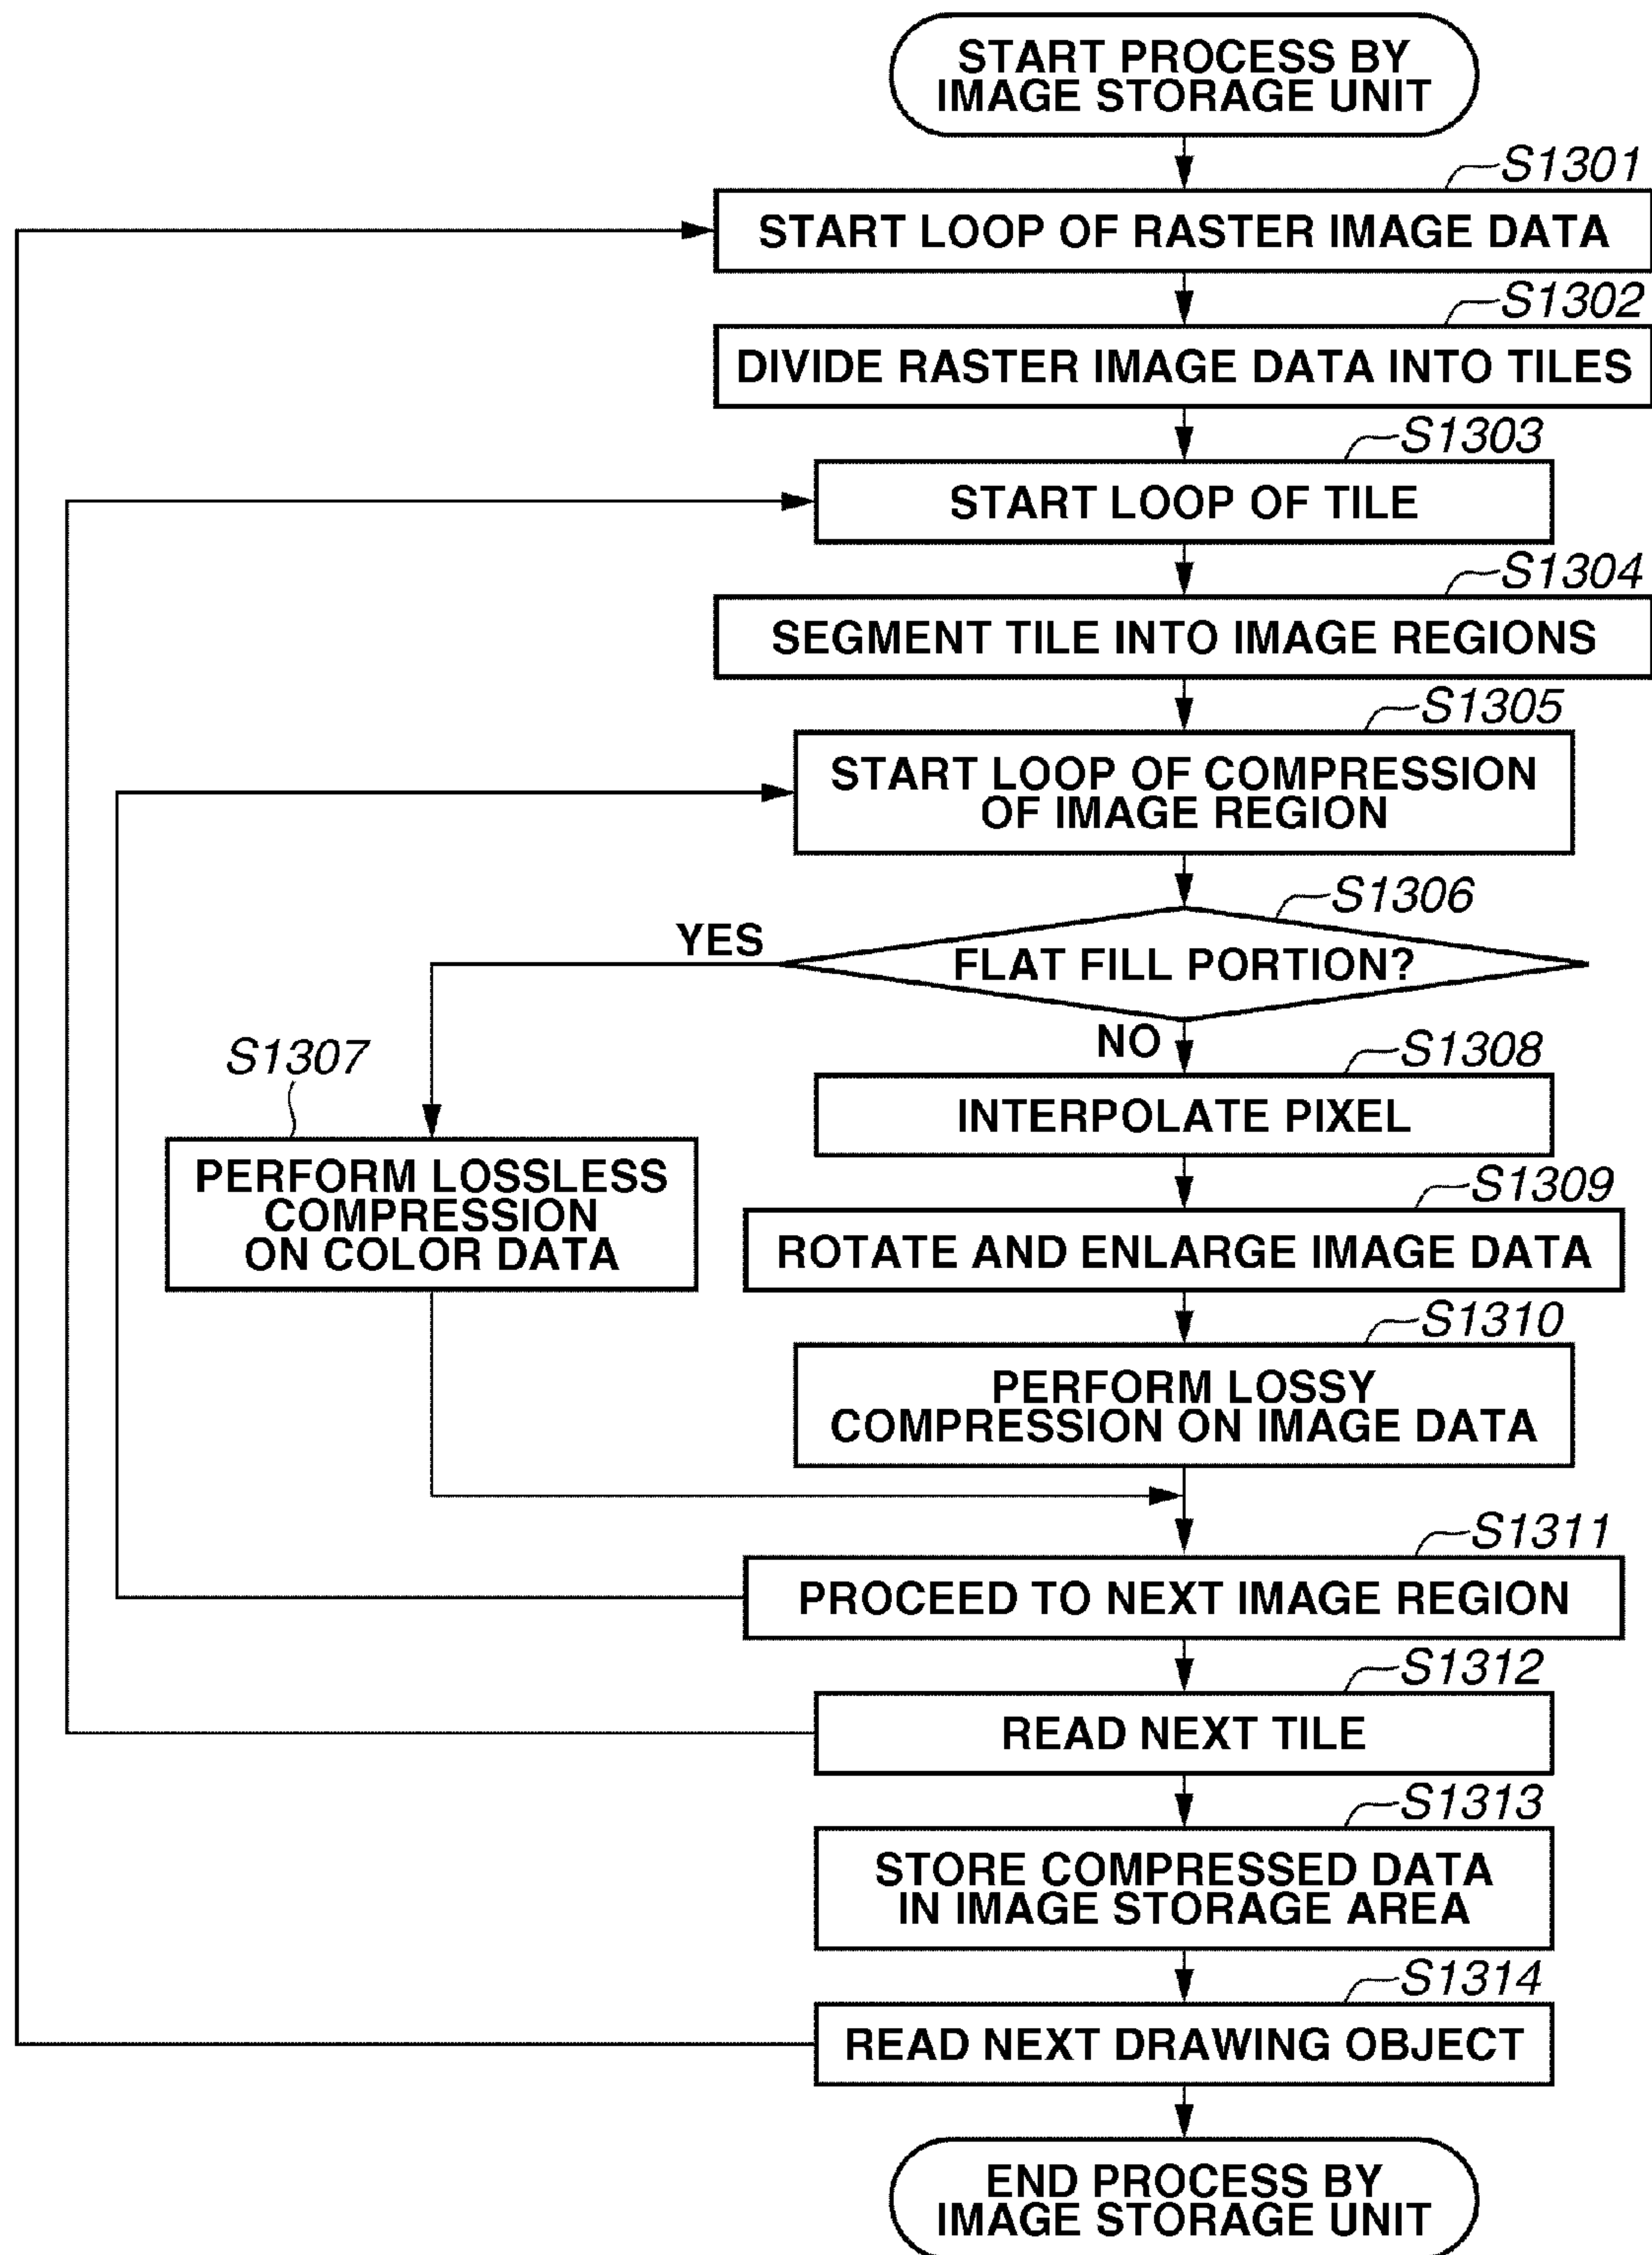 START PROCESS BY
IMAGE STORAGE UNIT
S1301
START LOOP OF RASTER IMAGE DATA
S1302
DIVIDE RASTER IMAGE DATA INTO TILES
S1303
START LOOP OF TILE
S1304
SEGMENT TILE INTO IMAGE REGIONS
S1305
START LOOP OF COMPRESSION
OF IMAGE REGION
S1306
YES
FLAT FILL PORTION?
NO
S1307
PERFORM LOSSLESS
COMPRESSION
ON COLOR DATA
S1308
INTERPOLATE PIXEL
S1309
ROTATE AND ENLARGE IMAGE DATA
S1310
PERFORM LOSSY
COMPRESSION ON IMAGE DATA
S1311
PROCEED TO NEXT IMAGE REGION
S1312
READ NEXT TILE
S1313
STORE COMPRESSED DATA
IN IMAGE STORAGE AREA
S1314
READ NEXT DRAWING OBJECT
END PROCESS BY
IMAGE STORAGE UNIT